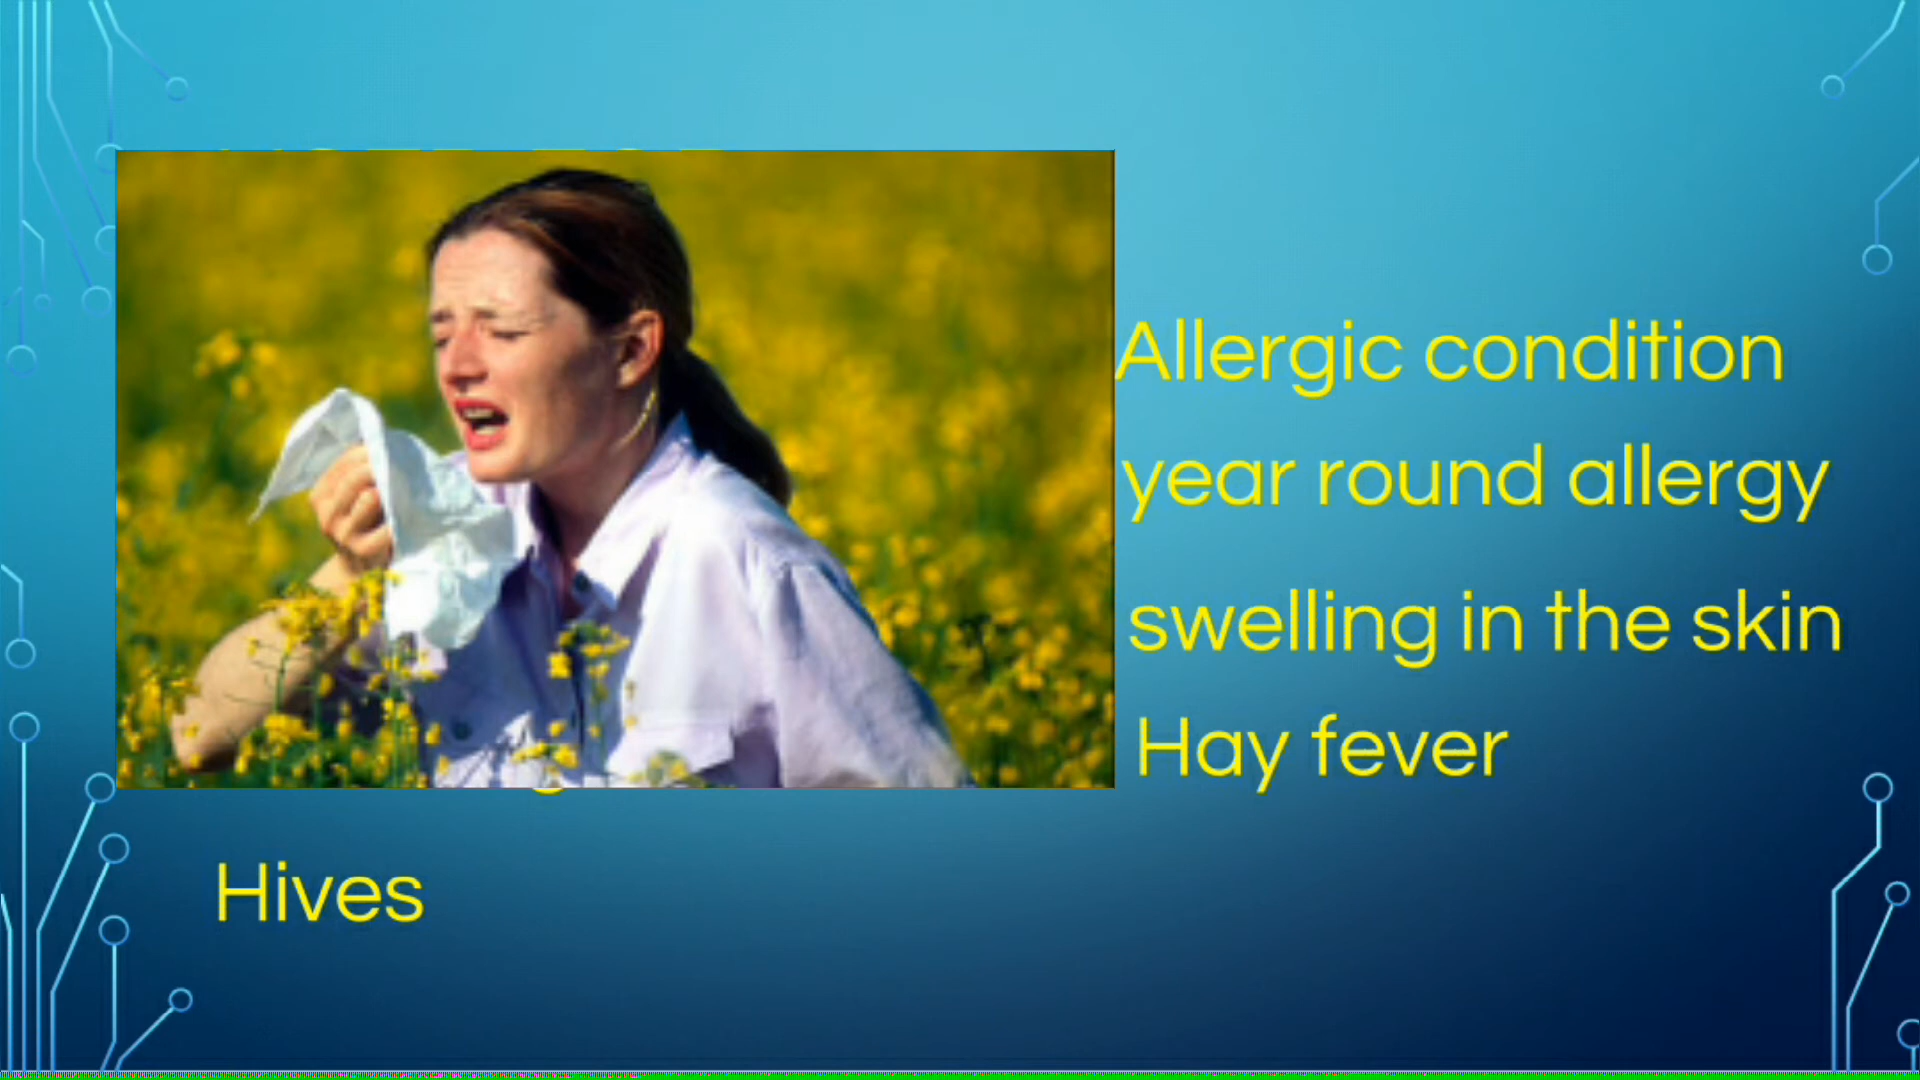 Allergic condition
year round allergy
swelling in the skin
Hay fever
Hives